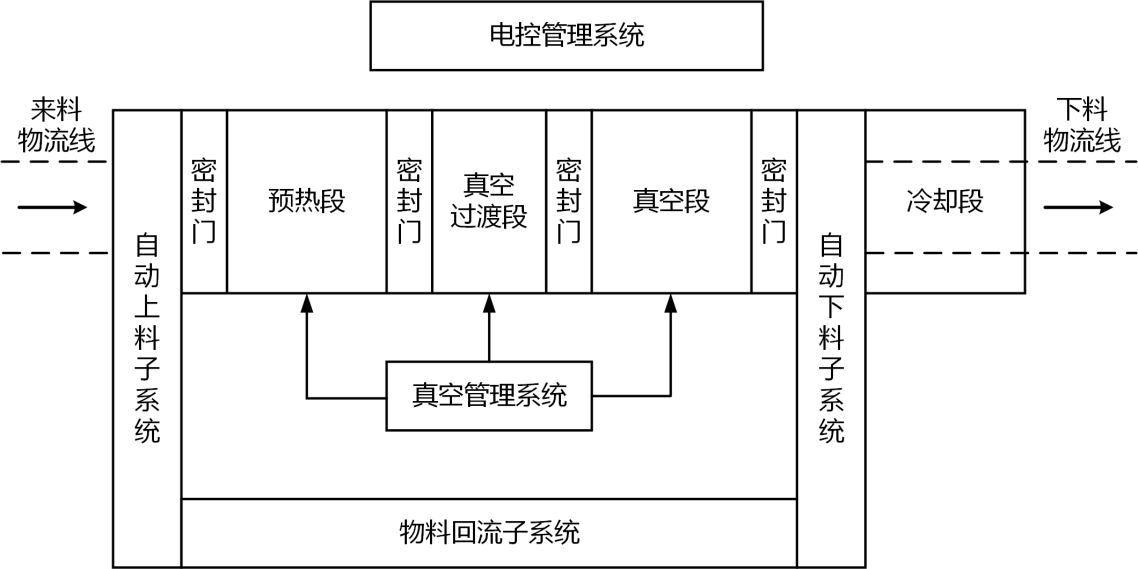 电控管理系统
来料
物流线
下料
物流线
自动上料子系统
密封门
预热段
密封门
真空
过渡段
密封门
真空段
密封门
自动下料子系统
冷却段
真空管理系统
物料回流子系统